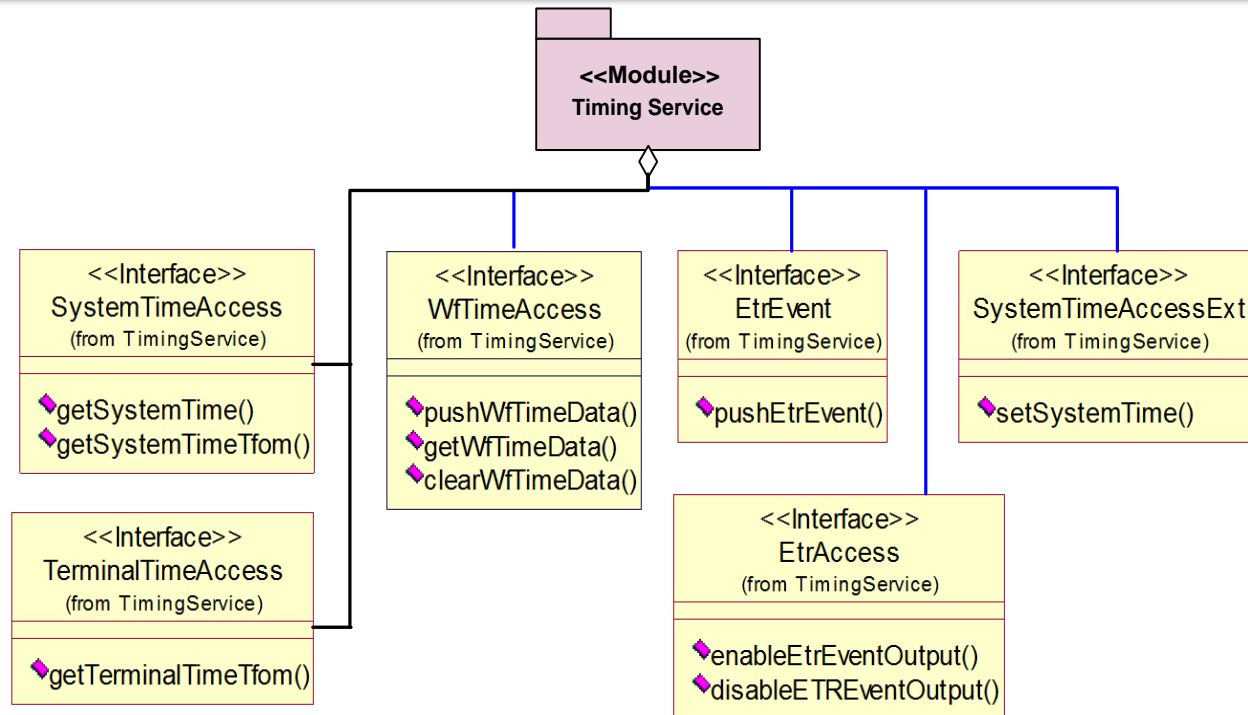 <<Module>>
Timing Service
<<Interface>>
SystemTimeAccess
(from TimingService)
getSystemTime()
getSystemTimeTfom()
<<Interface>>
WfTimeAccess
(from TimingService)
pushWfTimeData()
getWfTimeData()
clearWfTimeData()
<<Interface>>
EtrEvent
(from TimingService)
pushEtrEvent()
<<Interface>>
SystemTimeAccessExt
(from TimingService)
setSystemTime()
<<Interface>>
TerminalTimeAccess
(from TimingService)
getTerminalTimeTfom()
<<Interface>>
EtrAccess
(from TimingService)
enableEtrEventOutput()
disableETREventOutput()